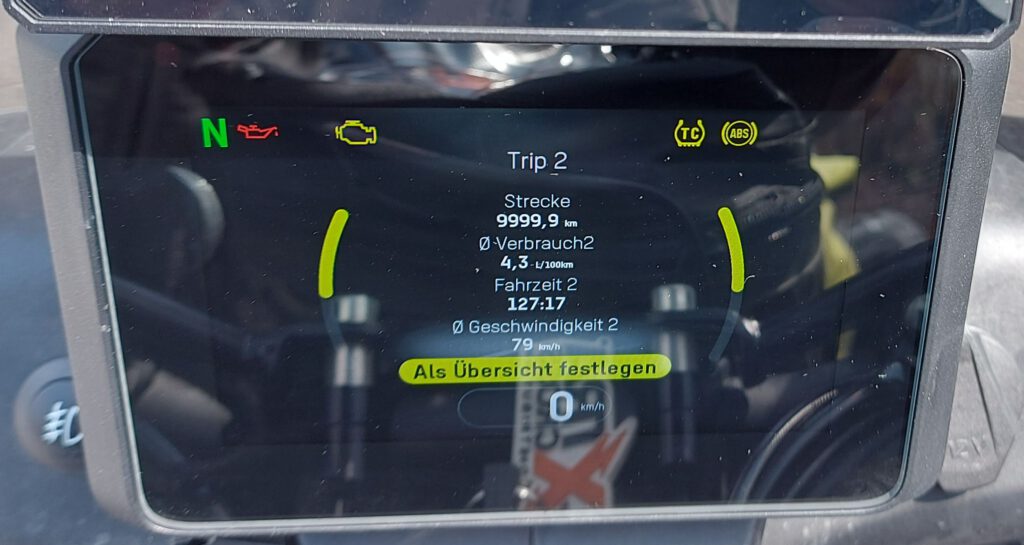 N
TC ABS
Trip 2
Strecke
9999,9 km
Ø Verbrauch2
4,3 L/100km
Fahrzeit 2
127:17
Ø Geschwindigkeit 2
79 km/h
Als Übersicht festlegen
0 km/h
12V